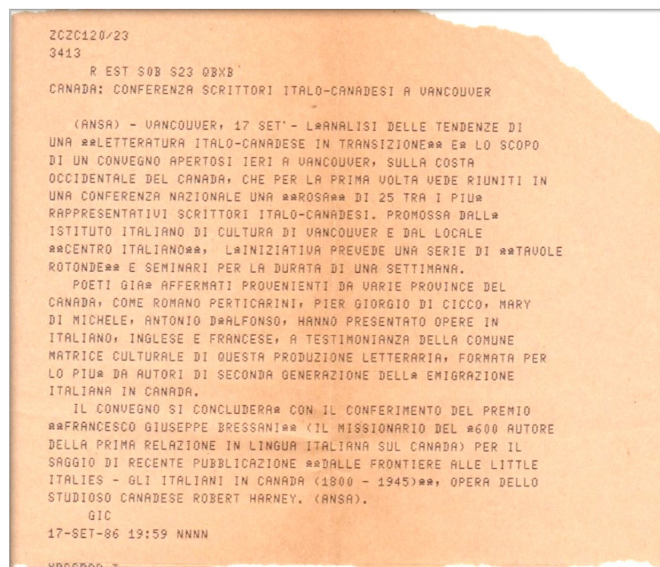 ZCZC120/23
3413
R EST S0B S23 QBXB
CANADA: CONFERENZA SCRITTORI ITALO-CANADESI A VANCOUVER
(ANSA) - VANCOUVER, 17 SET' - L*ANALISI DELLE TENDENZE DI
UNA **LETTERATURA ITALO-CANADESE IN TRANSIZIONE** E* LO SCOPO
DI UN CONVEGNO APERTOSI IERI A VANCOUVER, SULLA COSTA
OCCIDENTALE DEL CANADA, CHE PER LA PRIMA VOLTA VEDE RIUNITI IN
UNA CONFERENZA NAZIONALE UNA **ROSA** DI 25 TRA I PIU*
RAPPRESENTATIVI SCRITTORI ITALO-CANADESI. PROMOSSA DALL*
ISTITUTO ITALIANO DI CULTURA DI VANCOUVER E DAL LOCALE
**CENTRO ITALIANO**, L*INIZIATIVA PREVEDE UNA SERIE DI **TAVOLE
ROTONDE** E SEMINARI PER LA DURATA DI UNA SETTIMANA.
POETI GIA* AFFERMATI PROVENIENTI DA VARIE PROVINCE DEL
CANADA, COME ROMANO PERTICARINI, PIER GIORGIO DI CICCO, MARY
DI MICHELE, ANTONIO D*ALFONSO, HANNO PRESENTATO OPERE IN
ITALIANO, INGLESE E FRANCESE, A TESTIMONIANZA DELLA COMUNE
MATRICE CULTURALE DI QUESTA PRODUZIONE LETTERARIA, FORMATA PER
LO PIU* DA AUTORI DI SECONDA GENERAZIONE DELL* EMIGRAZIONE
ITALIANA IN CANADA.
IL CONVEGNO SI CONCLUDERA* CON IL CONFERIMENTO DEL PREMIO
**FRANCESCO GIUSEPPE BRESSANI** (IL MISSIONARIO DEL *600 AUTORE
DELLA PRIMA RELAZIONE IN LINGUA ITALIANA SUL CANADA) PER IL
SAGGIO DI RECENTE PUBBLICAZIONE **DALLE FRONTIERE ALLE LITTLE
ITALIES - GLI ITALIANI IN CANADA (1800 - 1945)**, OPERA DELLO
STUDIOSO CANADESE ROBERT HARNEY. (ANSA).
GIC
17-SET-86 19:59 NNNN